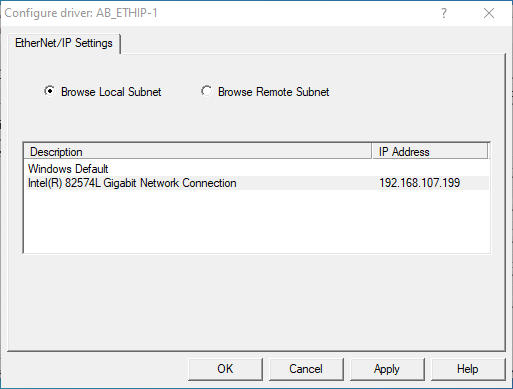 Configure driver: AB_ETHIP-1
EtherNet/IP Settings
Browse Local Subnet Browse Remote Subnet
Description IP Address
Windows Default
Intel(R) 82574L Gigabit Network Connection 192.168.107.199
OK Cancel Apply Help